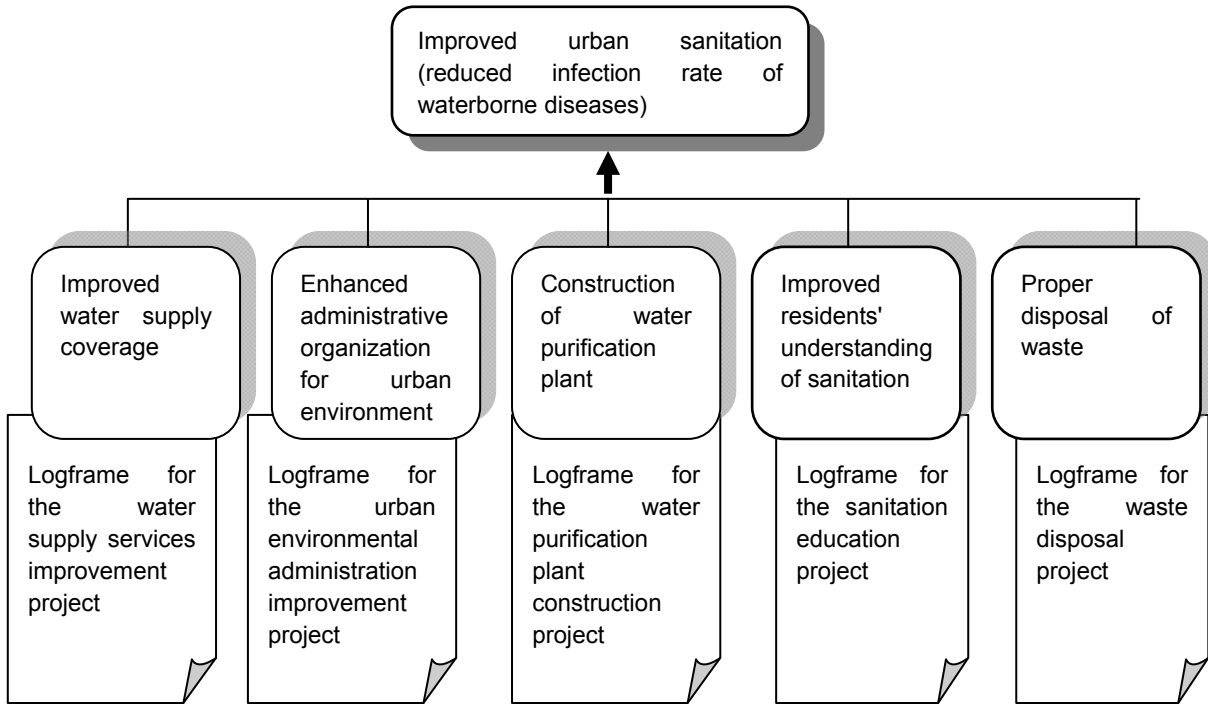 Improved urban sanitation
(reduced infection rate of
waterborne diseases)
Improved
water supply
coverage
Enhanced
administrative
organization
for urban
environment
Construction
of water
purification
plant
Improved
residents'
understanding
of sanitation
Proper
disposal of
waste
Logframe for
the water
supply services
improvement
project
Logframe for
the urban
environmental
administration
improvement
project
Logframe for
the water
purification
plant
construction
project
Logframe for
the sanitation
education
project
Logframe for
the waste
disposal
project